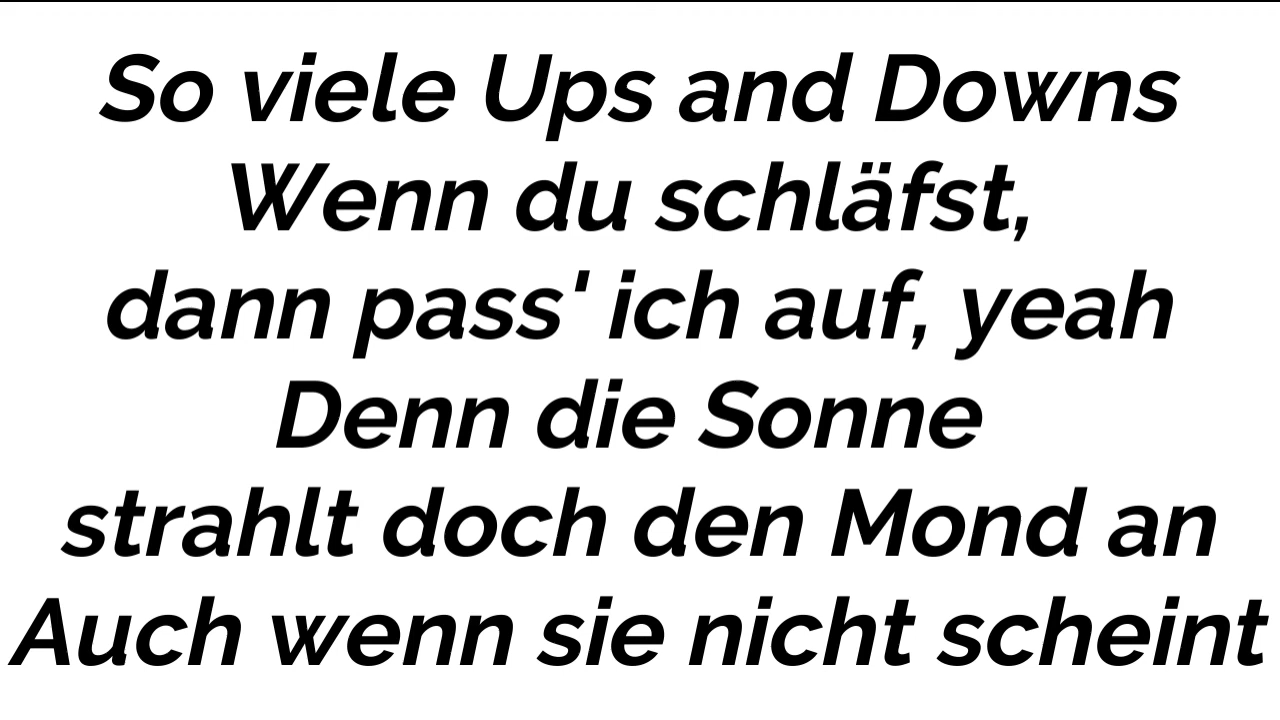 So viele Ups and Downs
Wenn du schläfst,
dann pass' ich auf, yeah
Denn die Sonne
strahlt doch den Mond an
Auch wenn sie nicht scheint